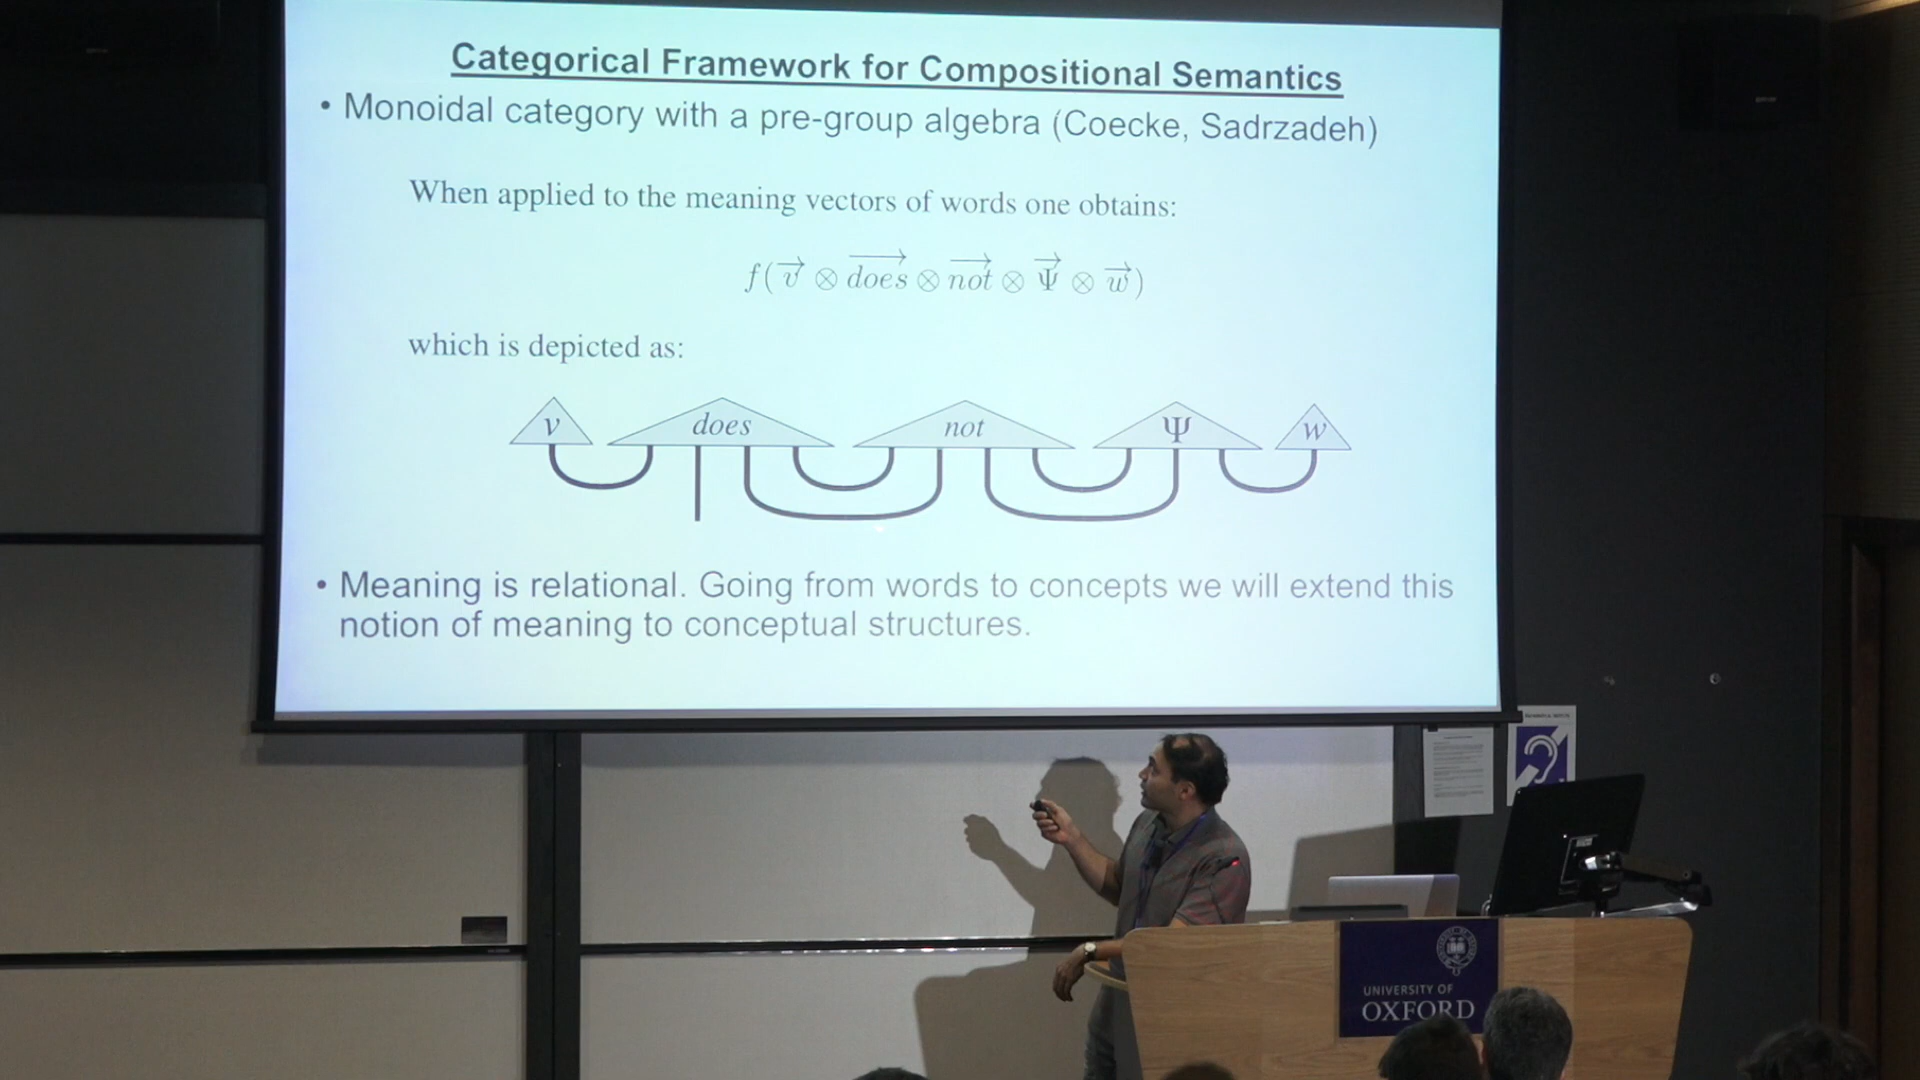 Categorical Framework for Compositional Semantics
• Monoidal category with a pre-group algebra (Coecke, Sadrzadeh)
When applied to the meaning vectors of words one obtains:
f(v⃗ ⊗ does⃗ ⊗ not⃗ ⊗ Ψ⃗ ⊗ w⃗)
which is depicted as:
v does not Ψ w
• Meaning is relational. Going from words to concepts we will extend this
notion of meaning to conceptual structures.
UNIVERSITY OF
OXFORD